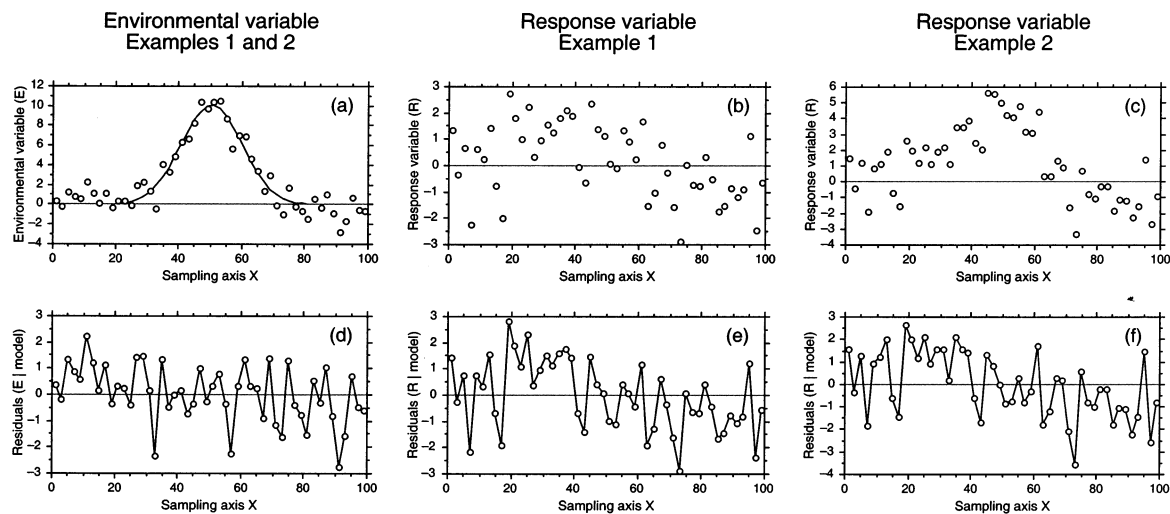 Environmental variable
Examples 1 and 2
Response variable
Example 1
Response variable
Example 2
Environmental variable (E)
12
10
8
6
4
2
0
−2
−4
(a)
0 20 40 60 80 100
Sampling axis X
Response variable (R)
3
2
1
0
−1
−2
3
(b)
0 20 40 60 80 100
Sampling axis X
Response variable (R)
6
5
4
3
2
1
0
−1
−2
−3
−4
(c)
0 20 40 60 80 100
Sampling axis X
Residuals (E | model)
3
2
1
0
−1
−2
−3
(d)
0 20 40 60 80 100
Sampling axis X
Residuals (R | model)
3
2
1
0
−1
−2
−3
(e)
0 20 40 60 80 100
Sampling axis X
Residuals (R | model)
3
2
1
0
−1
−2
−3
−4
(f)
0 20 40 60 80 100
Sampling axis X